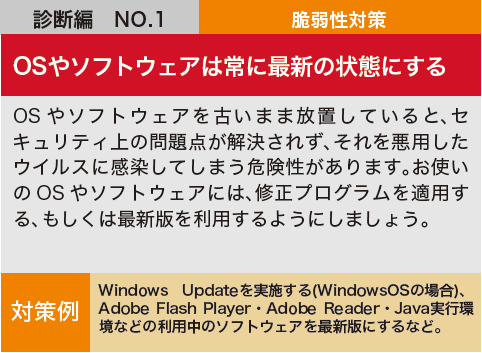 診断編　NO.1
脆弱性対策
OSやソフトウェアは常に最新の状態にする
OSやソフトウェアを古いまま放置していると、セ
キュリティ上の問題点が解決されず、それを悪用した
ウイルスに感染してしまう危険性があります。お使い
のOSやソフトウェアには、修正プログラムを適用す
る、もしくは最新版を利用するようにしましょう。
対策例
Windows　Updateを実施する(WindowsOSの場合)、
Adobe Flash Player・Adobe Reader・Java実行環
境などの利用中のソフトウェアを最新版にするなど。